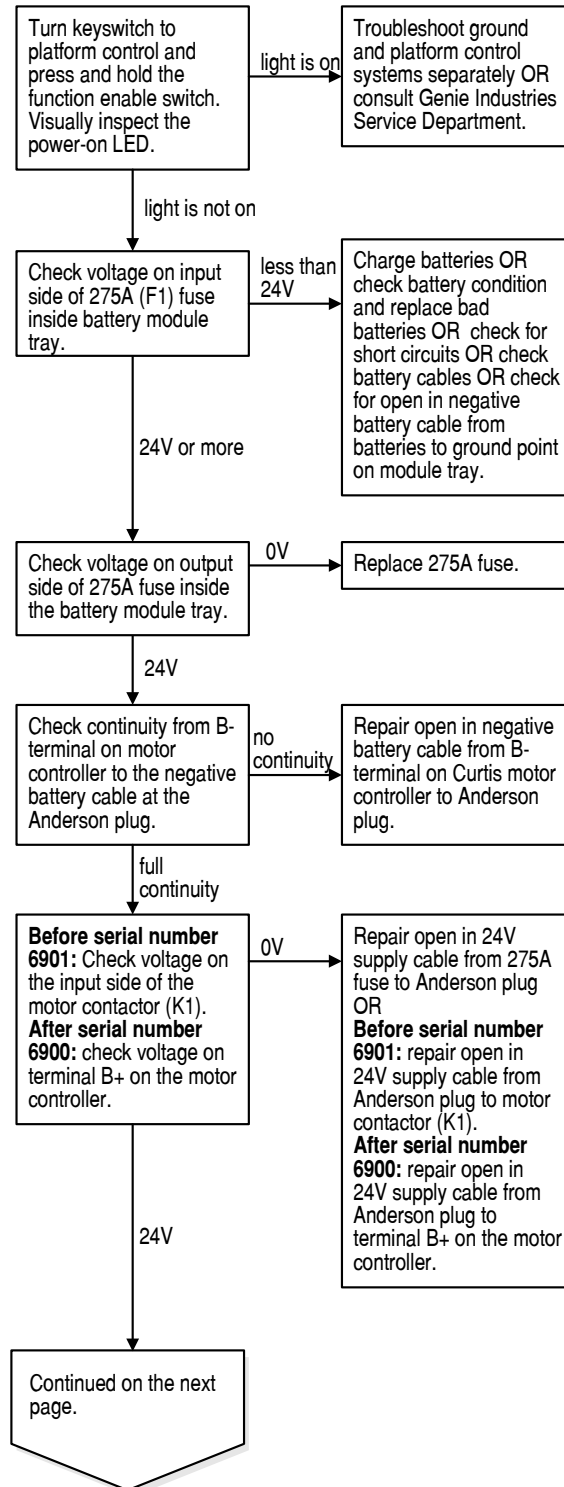 Turn keyswitch to
platform control and
press and hold the
function enable switch.
Visually inspect the
power-on LED.
light is on
Troubleshoot ground
and platform control
systems separately OR
consult Genie Industries
Service Department.
light is not on
Check voltage on input
side of 275A (F1) fuse
inside battery module
tray.
less than
24V
Charge batteries OR
check battery condition
and replace bad
batteries OR check for
short circuits OR check
battery cables OR check
for open in negative
battery cable from
batteries to ground point
on module tray.
24V or more
Check voltage on output
side of 275A fuse inside
the battery module tray.
0V
Replace 275A fuse.
24V
Check continuity from B-
terminal on motor
controller to the negative
battery cable at the
Anderson plug.
no
continuity
Repair open in negative
battery cable from B-
terminal on Curtis motor
controller to Anderson
plug.
full
continuity
Before serial number
6901: Check voltage on
the input side of the
motor contactor (K1).
After serial number
6900: check voltage on
terminal B+ on the motor
controller.
0V
Repair open in 24V
supply cable from 275A
fuse to Anderson plug
OR
Before serial number
6901: repair open in
24V supply cable from
Anderson plug to motor
contactor (K1).
After serial number
6900: repair open in
24V supply cable from
Anderson plug to
terminal B+ on the motor
controller.
24V
Continued on the next
page.